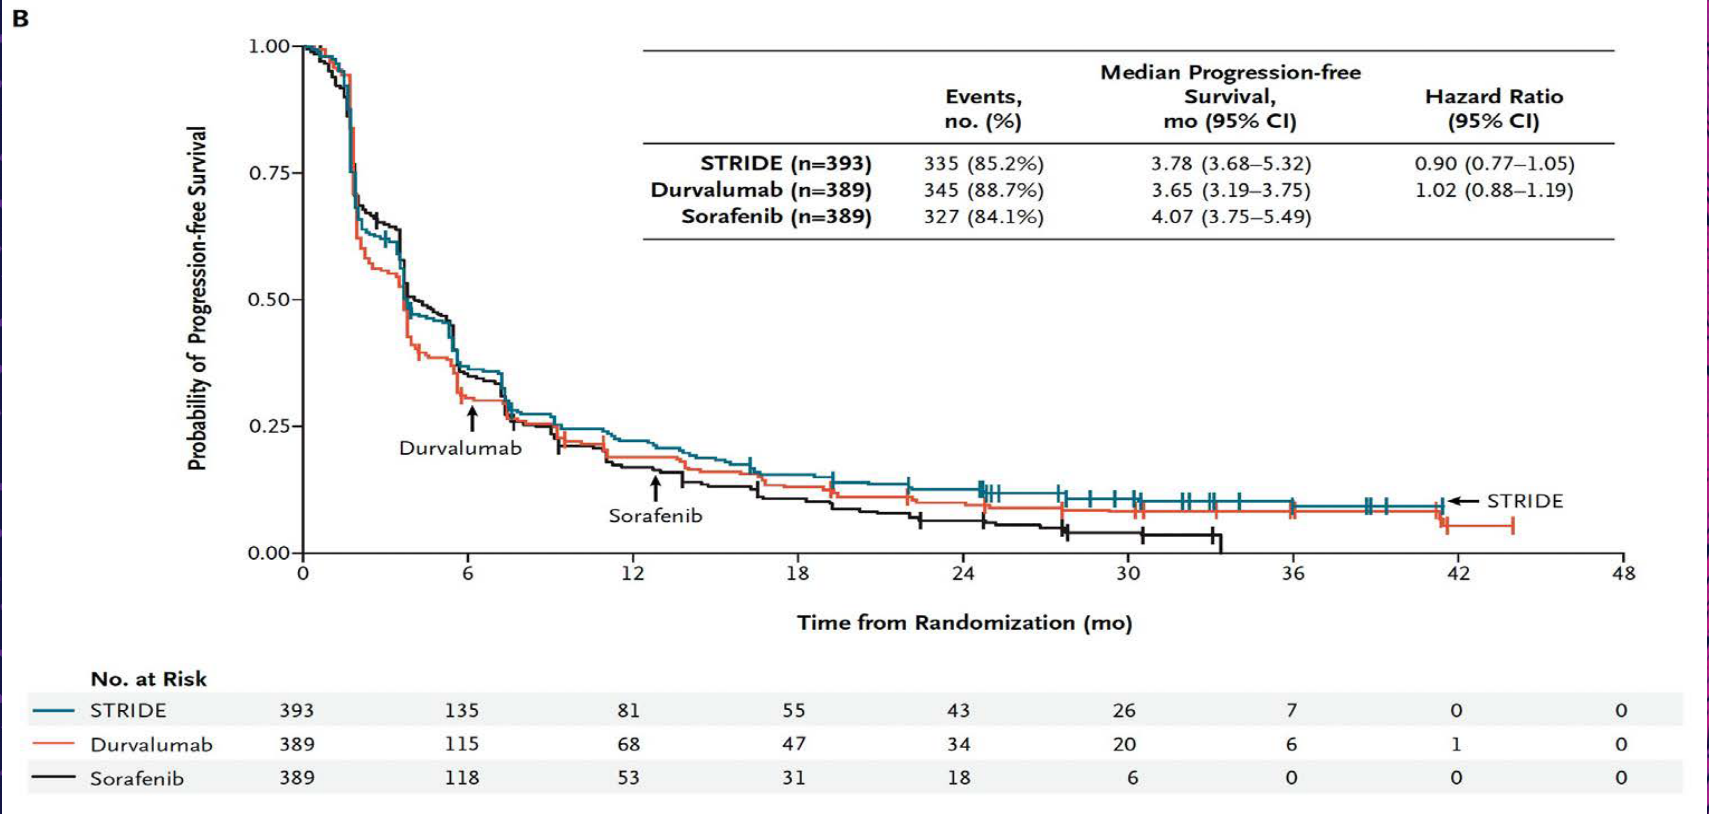 B
1.00
0.75
0.50
0.25
0.00
Probability of Progression-free Survival
Events,
no. (%)
Median Progression-free
Survival,
mo (95% CI)
Hazard Ratio
(95% CI)
STRIDE (n=393) 335 (85.2%) 3.78 (3.68–5.32) 0.90 (0.77–1.05)
Durvalumab (n=389) 345 (88.7%) 3.65 (3.19–3.75) 1.02 (0.88–1.19)
Sorafenib (n=389) 327 (84.1%) 4.07 (3.75–5.49)
Durvalumab
Sorafenib
STRIDE
0 6 12 18 24 30 36 42 48
Time from Randomization (mo)
No. at Risk
STRIDE 393 135 81 55 43 26 7 0 0
Durvalumab 389 115 68 47 34 20 6 1 0
Sorafenib 389 118 53 31 18 6 0 0 0